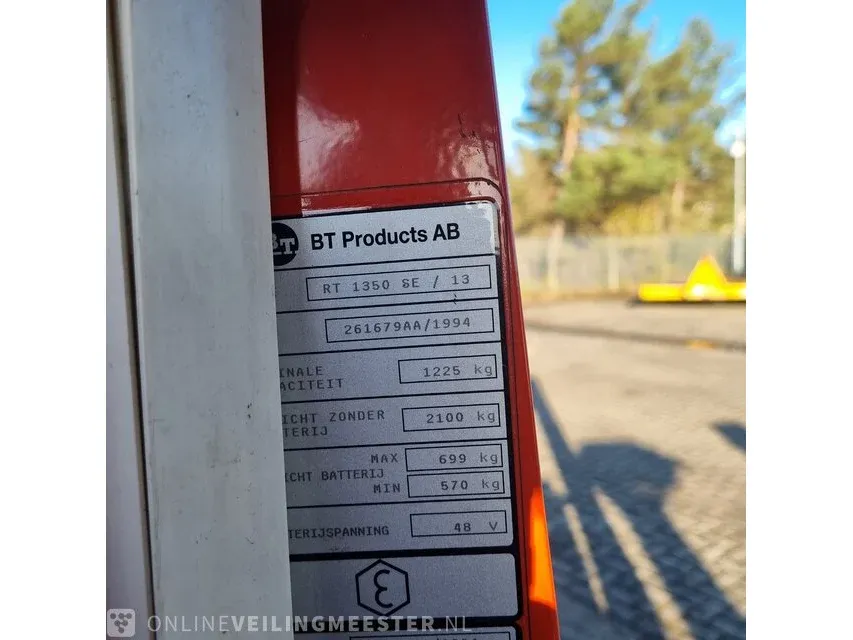 BT BT Products AB
RT 1350 SE / 13
261679AA/1994
INALE
ACITEIT 1225 kg
ICHT ZONDER
TERIJ 2100 kg
MAX 699 kg
ICHT BATTERIJ
MIN 570 kg
TERIJSPANNING 48 V
ONLINEVEILINGMEESTER.NL